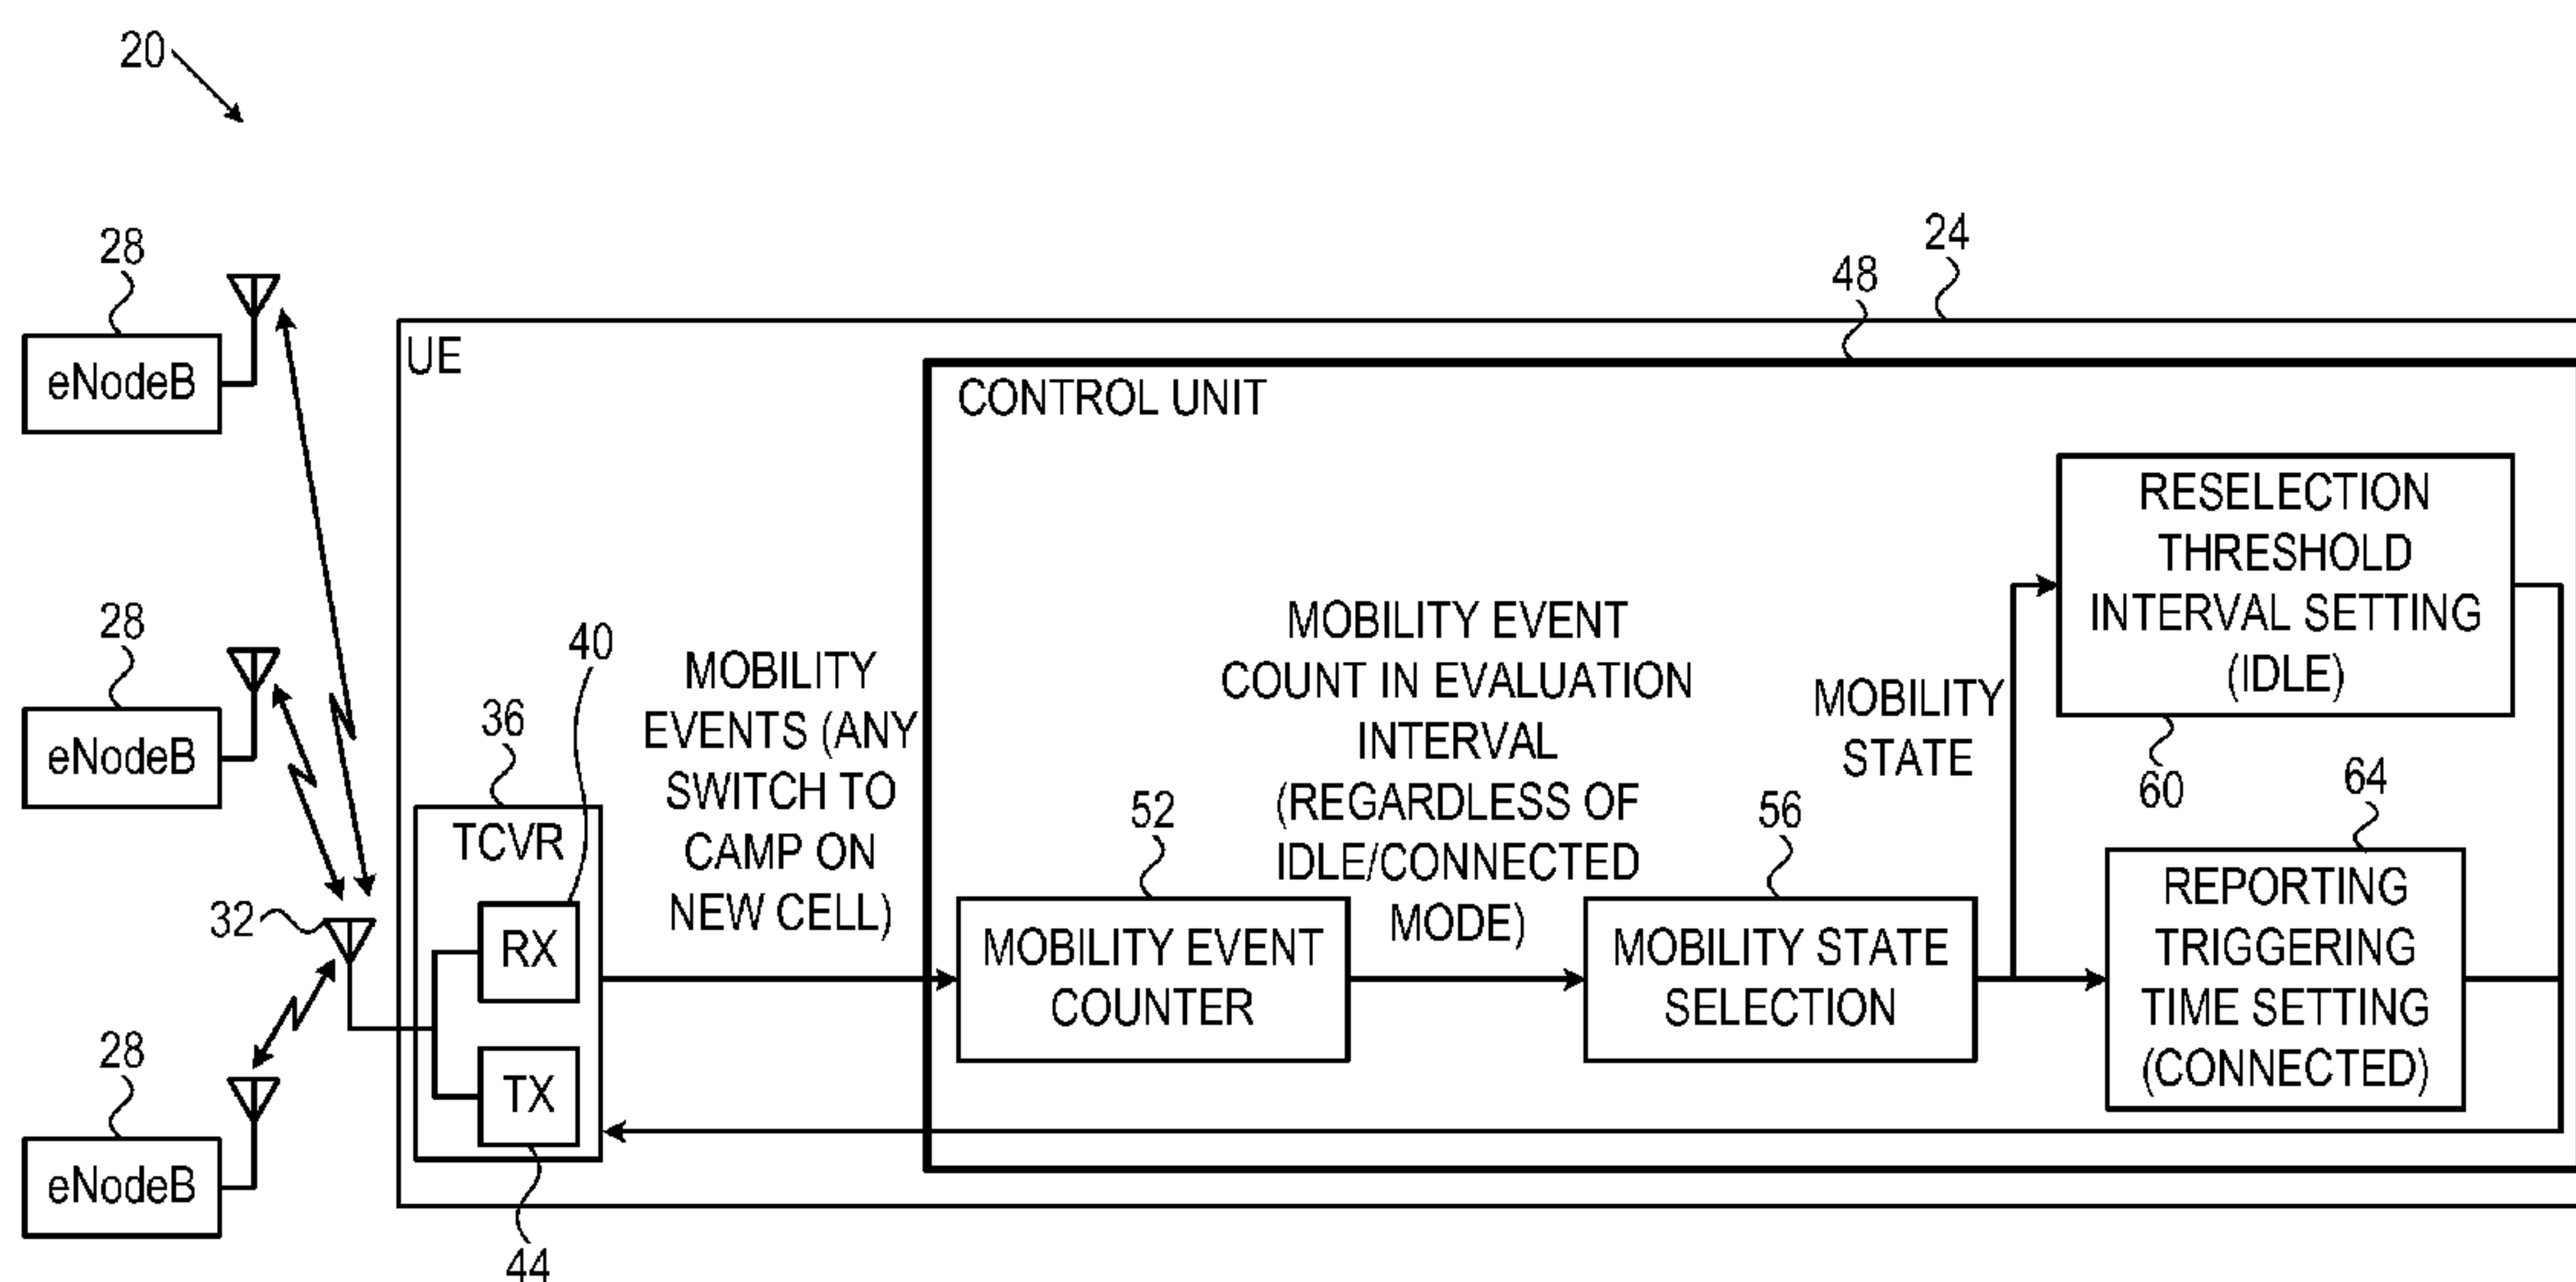 20
24
48
28
eNodeB
UE
CONTROL UNIT
RESELECTION
THRESHOLD
INTERVAL SETTING
(IDLE)
60
28
eNodeB
36
40
TCVR
RX
TX
44
32
MOBILITY
EVENTS (ANY
SWITCH TO
CAMP ON
NEW CELL)
52
MOBILITY EVENT
COUNTER
MOBILITY EVENT
COUNT IN EVALUATION
INTERVAL
(REGARDLESS OF
IDLE/CONNECTED
MODE)
56
MOBILITY STATE
SELECTION
MOBILITY
STATE
64
REPORTING
TRIGGERING
TIME SETTING
(CONNECTED)
28
eNodeB